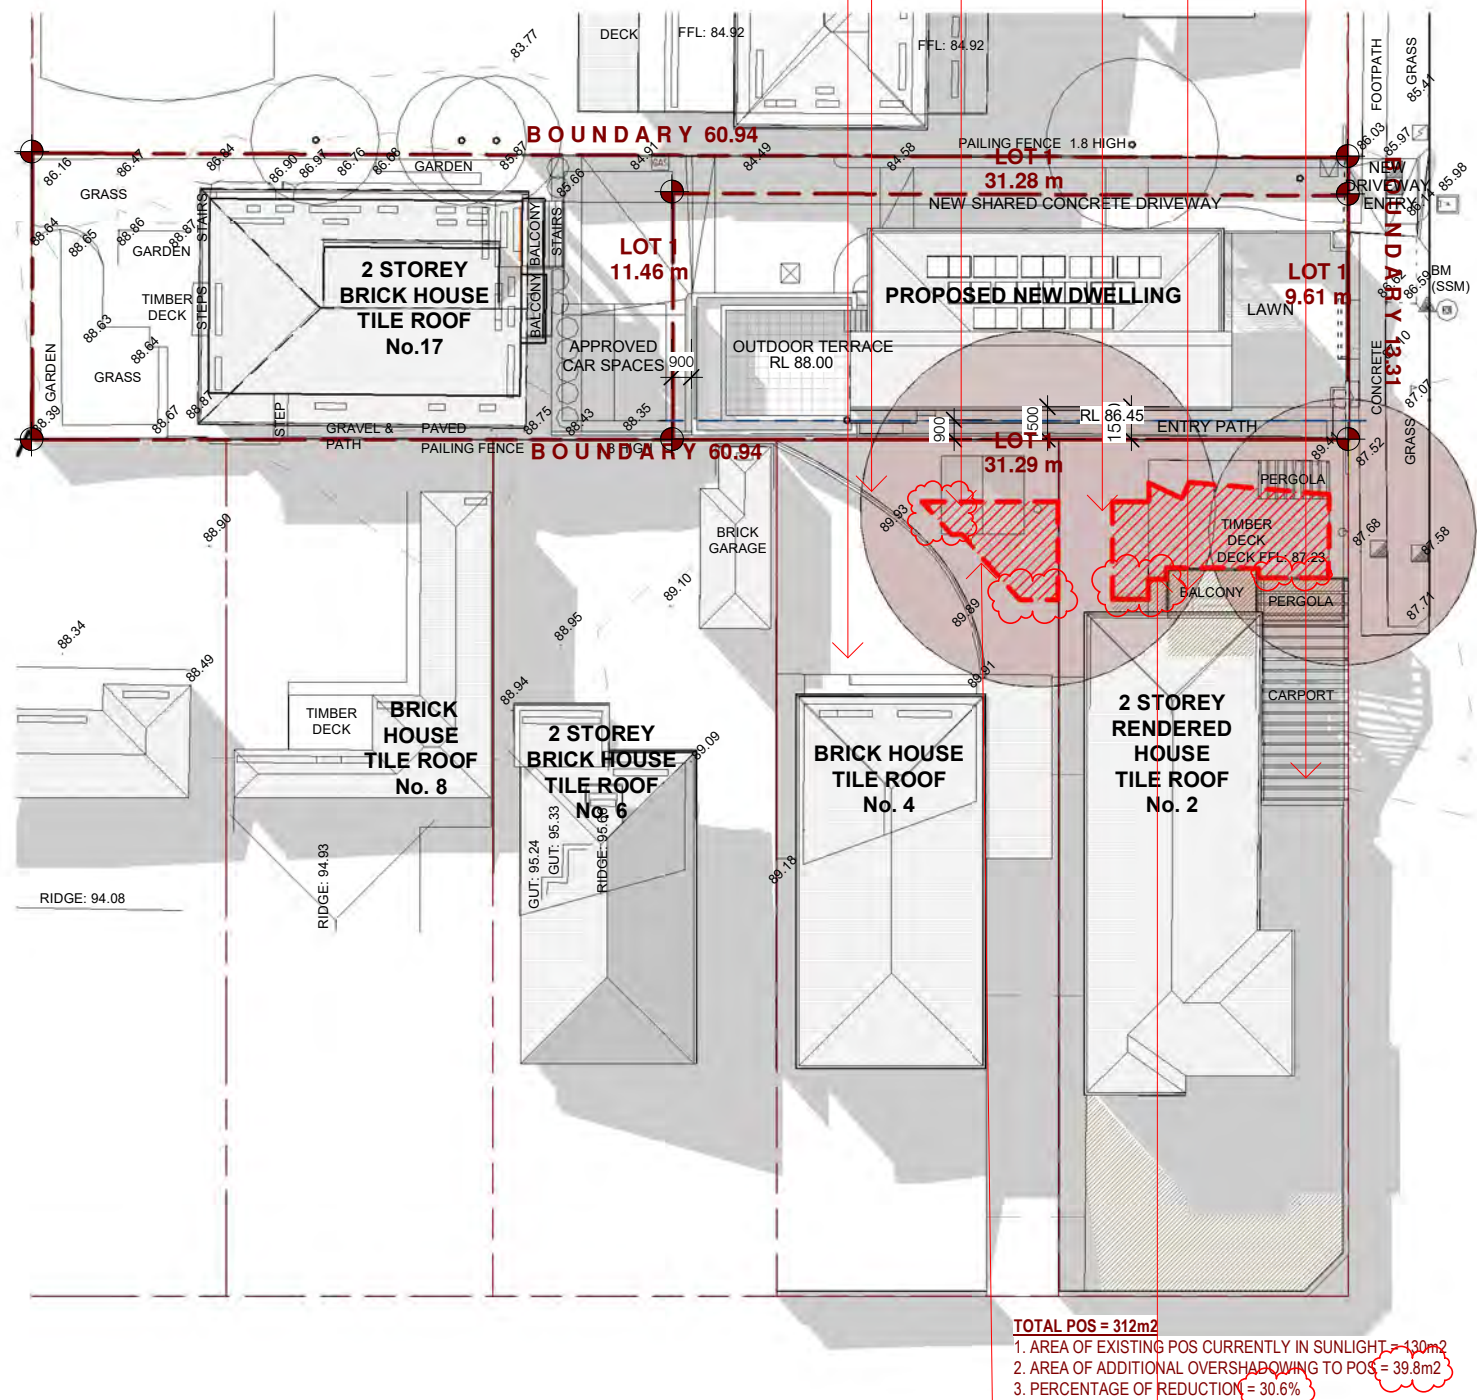 DECK
FFL: 84.92
FFL: 84.92
83.77
FOOTPATH
GRASS
85.41
BOUNDARY 60.94
PAILING FENCE 1.8 HIGH
LOT 1
31.28 m
NEW SHARED CONCRETE DRIVEWAY
86.03
85.97
NEW
DRIVEWAY
ENTRY
86.14
85.98
86.16
86.47
86.84
86.90
86.97
86.76
86.68
85.87
85.66
84.91
GAS
84.49
84.58
GARDEN
GRASS
88.64
88.65
88.66
88.87
STAIRS
GARDEN
TIMBER
DECK
STEPS
88.63
88.64
GRASS
GARDEN
88.39
88.67
88.87
STEP
2 STOREY
BRICK HOUSE
TILE ROOF
No.17
BALCONY
BALCONY
STAIRS
LOT 1
11.46 m
APPROVED
CAR SPACES
900
OUTDOOR TERRACE
RL 88.00
PROPOSED NEW DWELLING
LAWN
LOT 1
9.61 m
BOUNDARY 13.31
BM
(SSM)
86.62
86.59
87.10
87.07
CONCRETE
GRASS
GRAVEL &
PATH
PAVED
PAILING FENCE
BOUNDARY 60.94
88.75
88.43
88.35
900
1500
RL 86.45
ENTRY PATH
LOT 1
31.29 m
87.52
PERGOLA
TIMBER
DECK
DECK FFL: 87.23
87.68
87.58
87.71
BALCONY
PERGOLA
89.93
89.89
89.91
BRICK
GARAGE
88.90
89.10
88.95
88.94
89.09
88.34
88.49
TIMBER
DECK
BRICK
HOUSE
TILE ROOF
No. 8
2 STOREY
BRICK HOUSE
TILE ROOF
No. 6
BRICK HOUSE
TILE ROOF
No. 4
2 STOREY
RENDERED
HOUSE
TILE ROOF
No. 2
CARPORT
GUT: 95.24
GUT: 95.33
89.18
RIDGE: 94.08
RIDGE: 94.93
TOTAL POS = 312m2
1. AREA OF EXISTING POS CURRENTLY IN SUNLIGHT = 130m2
2. AREA OF ADDITIONAL OVERSHADOWING TO POS = 39.8m2
3. PERCENTAGE OF REDUCTION = 30.6%